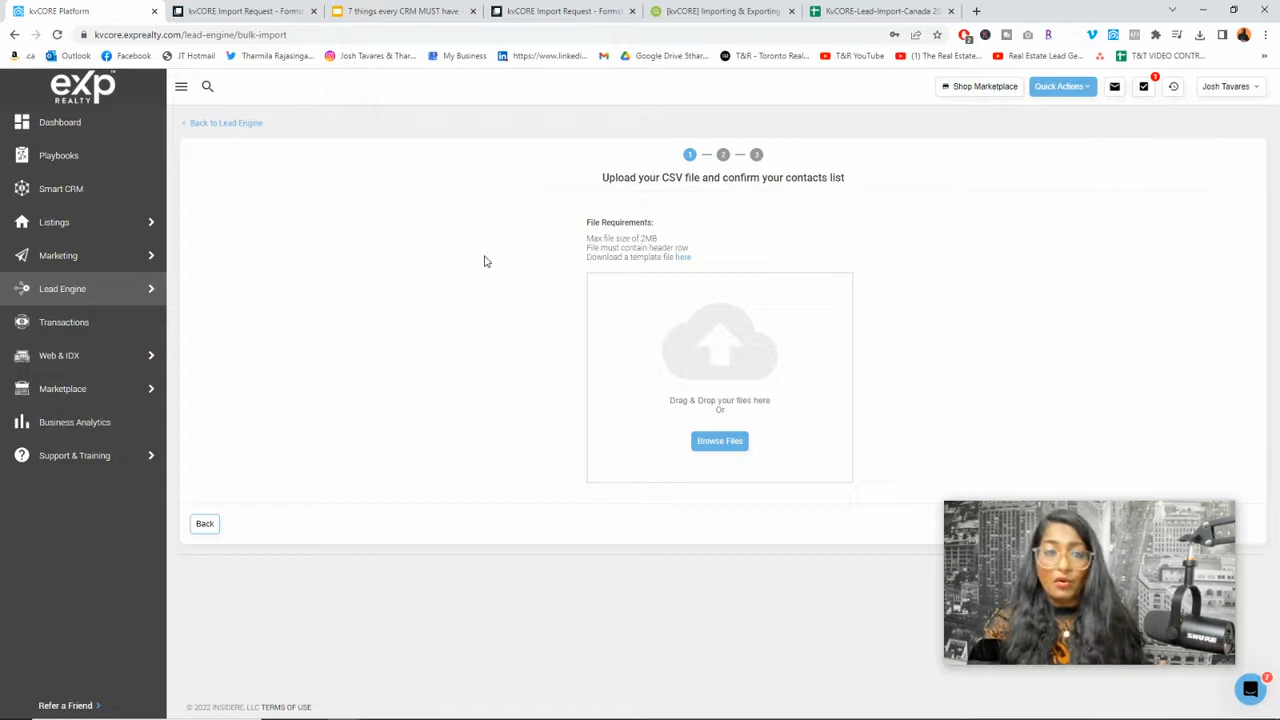 kvCORE Platform
kvCORE Import Request - Forms
7 things every CRM MUST have
kvCORE Import Request - Forms
[kvCORE] Importing & Exporting
KvCORE-Lead-Import-Canada 20
kvcore.exprealty.com/lead-engine/bulk-import
.ca
Outlook
Facebook
JT Hotmail
The Rajasinga...
Josh Tavares & Thar...
My Business
https://www.linkedi...
Google Drive Shar...
T&R - Toronto Real...
T&R YouTube
(1) The Real Estate...
Real Estate Lead Ge...
T&T VIDEO CONTR...
»
exp
REALTY
Shop Marketplace
Quick Actions
1
Josh Tavares
Dashboard
Playbooks
Smart CRM
Listings
Marketing
Lead Engine
Transactions
Web & IDX
Marketplace
Business Analytics
Support & Training
Refer a Friend
Back to Lead Engine
1
2
3
Upload your CSV file and confirm your contacts list
File Requirements:
Max file size of 2MB
File must contain header row
Download a template file here
Drag & Drop your files here
Or
Browse Files
Back
SHURE
© 2022 INSIDERE, LLC TERMS OF USE
7